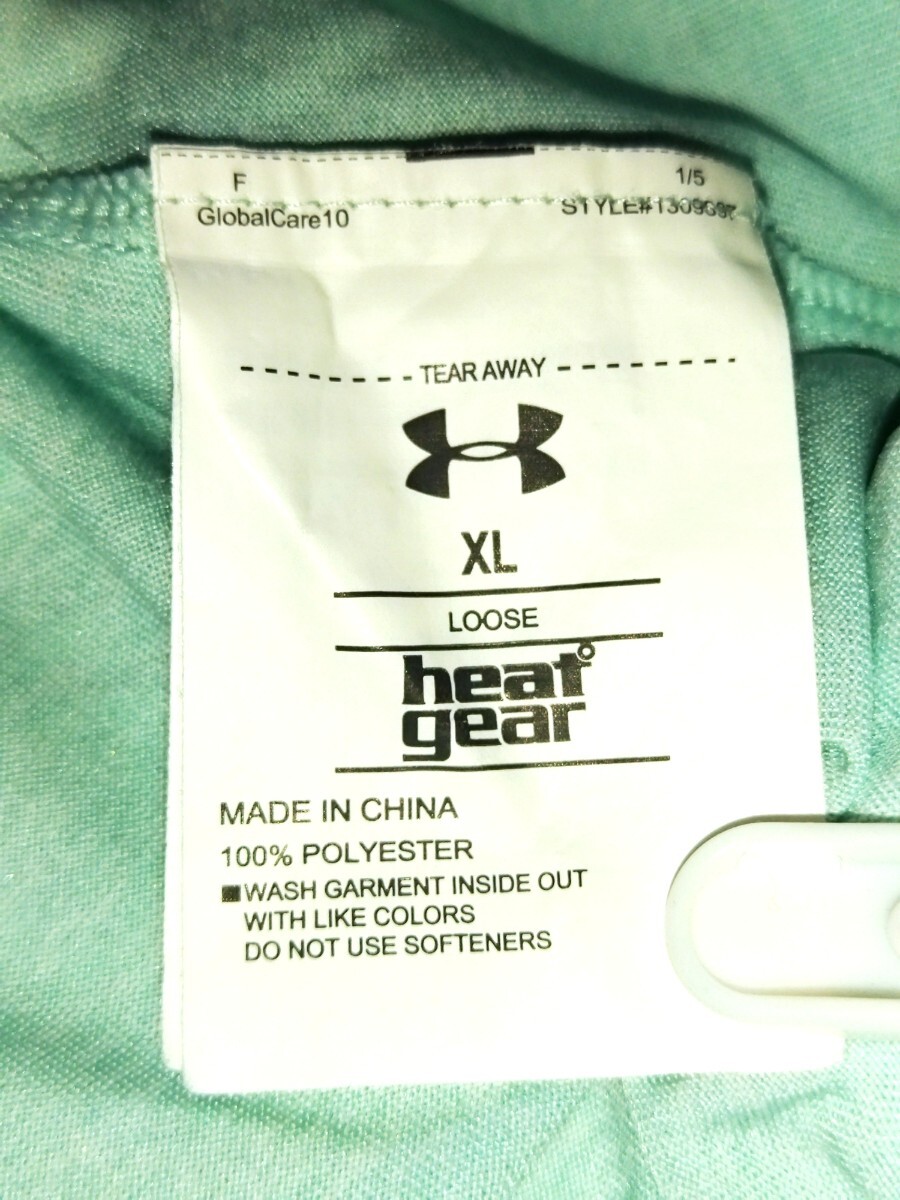 F 1/5
GlobalCare10
TEAR AWAY
XL
LOOSE
heat
gear
MADE IN CHINA
100% POLYESTER
WASH GARMENT INSIDE OUT
WITH LIKE COLORS
DO NOT USE SOFTENERS